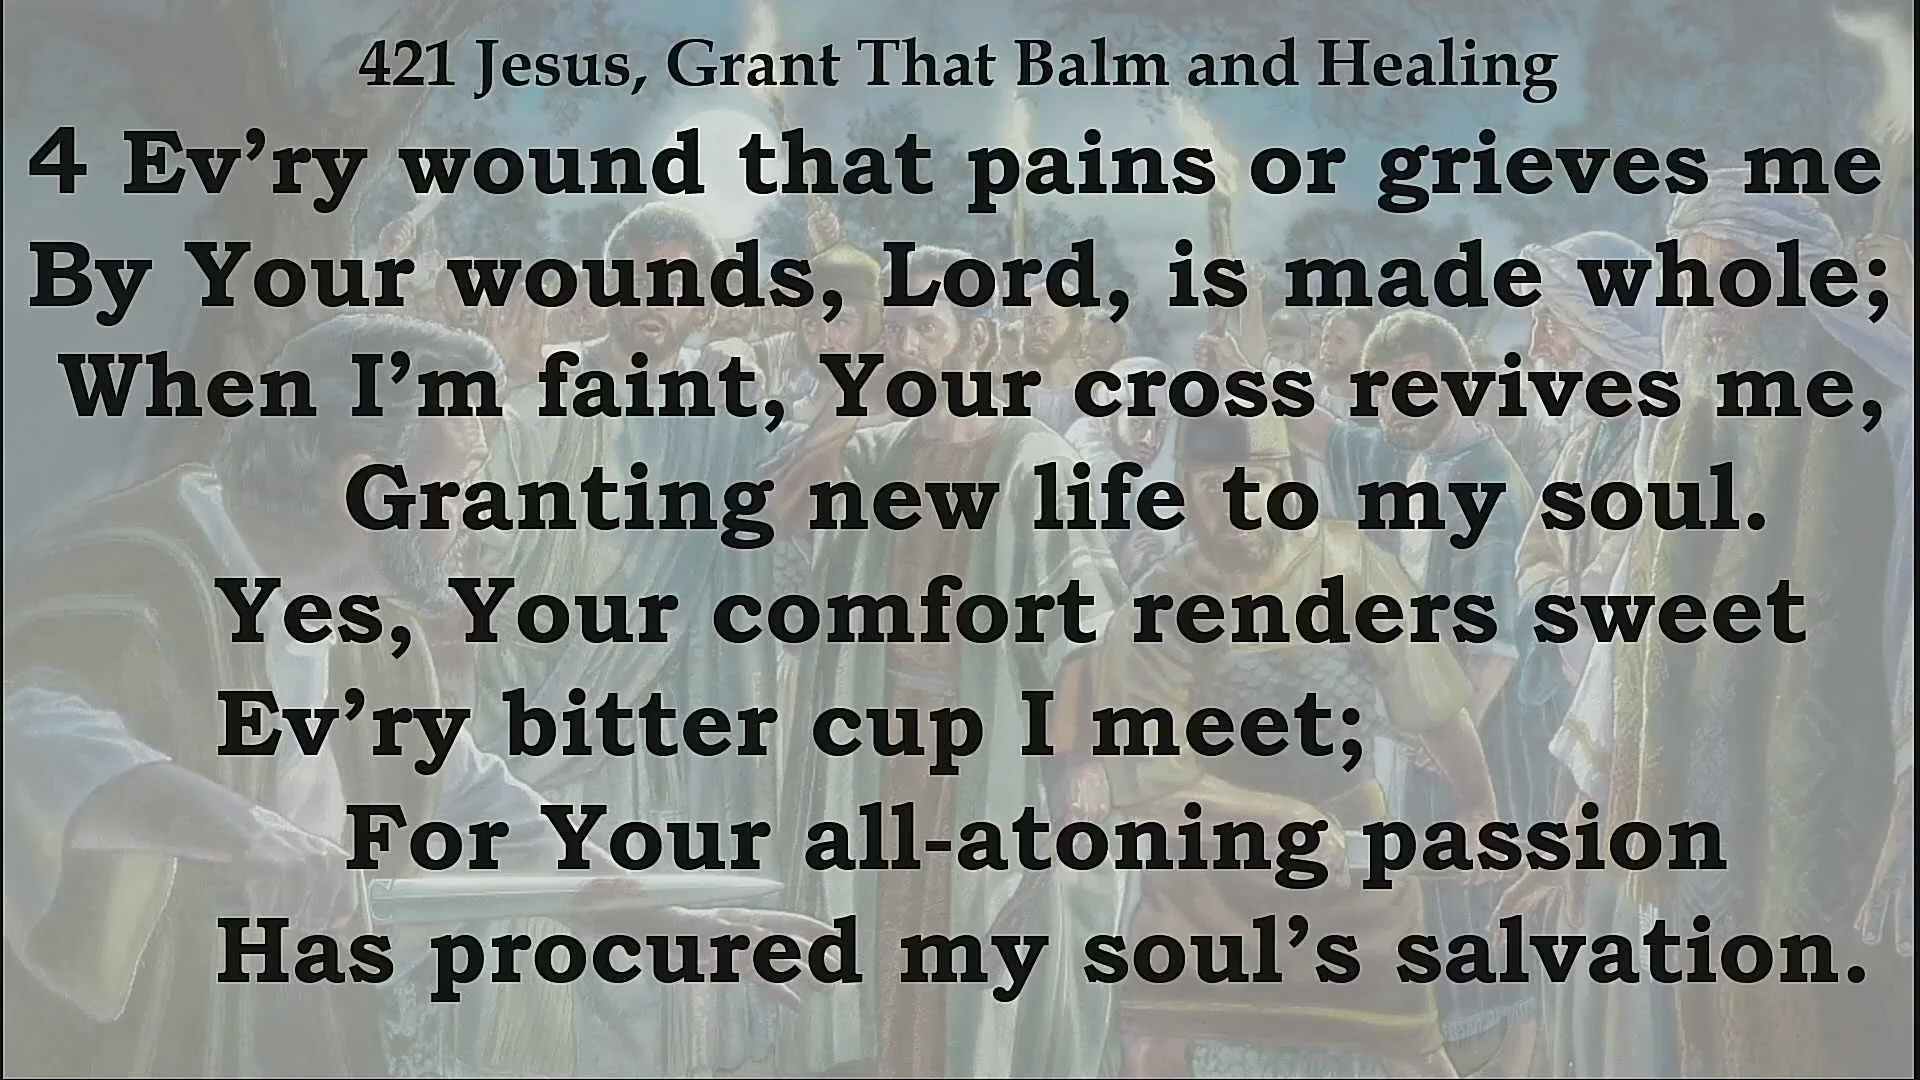 421 Jesus, Grant That Balm and Healing
4 Ev’ry wound that pains or grieves me
By Your wounds, Lord, is made whole;
When I’m faint, Your cross revives me,
Granting new life to my soul.
Yes, Your comfort renders sweet
Ev’ry bitter cup I meet;
For Your all-atoning passion
Has procured my soul’s salvation.